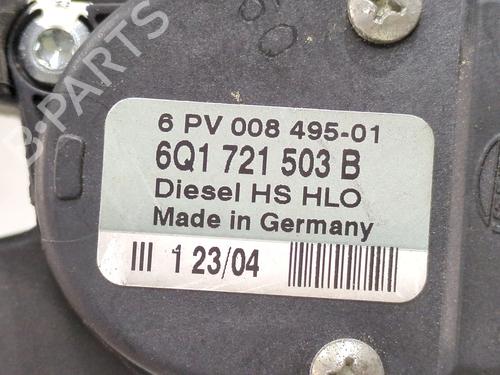 B-PARTS
6 PV 008 495-01
6Q1 721 503 B
Diesel HS HLO
Made in Germany
III 1 23/04